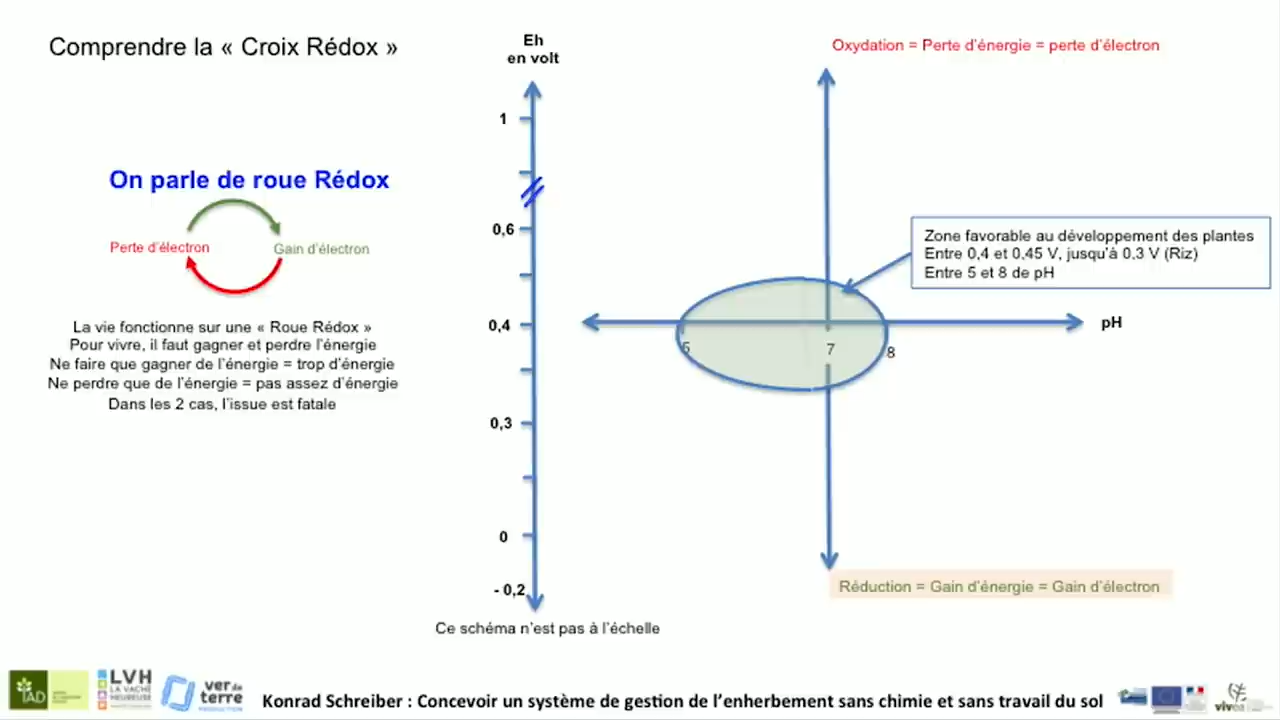 Comprendre la « Croix Rédox »
Eh
en volt
Oxydation = Perte d'énergie = perte d'électron
1
On parle de roue Rédox
Perte d'électron
Gain d'électron
0,6
Zone favorable au développement des plantes
Entre 0,4 et 0,45 V, jusqu'à 0,3 V (Riz)
Entre 5 et 8 de pH
La vie fonctionne sur une « Roue Rédox »
Pour vivre, il faut gagner et perdre l'énergie
Ne faire que gagner de l'énergie = trop d'énergie
Ne perdre que de l'énergie = pas assez d'énergie
Dans les 2 cas, l'issue est fatale
0,4
pH
7
8
0,3
0
- 0,2
Réduction = Gain d'énergie = Gain d'électron
Ce schéma n'est pas à l'échelle
IAD
LVH
LA VACHE
HEUREUSE
ver de
terre
PRODUCTION
Konrad Schreiber : Concevoir un système de gestion de l'enherbement sans chimie et sans travail du sol